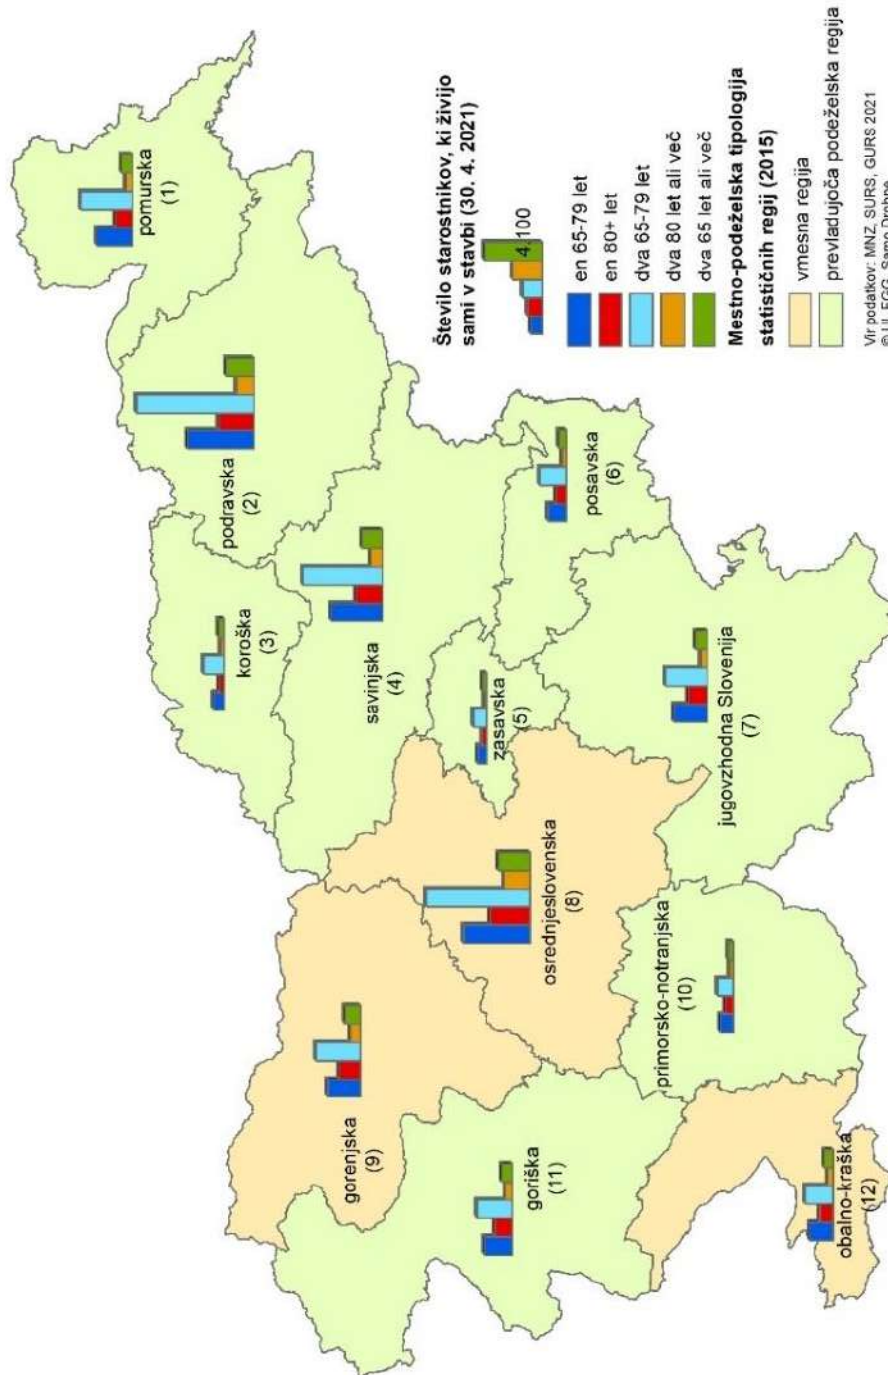 pomurska
(1)
podravska
(2)
koroška
(3)
savinjska
(4)
zasavska
(5)
posavska
(6)
jugovzhodna Slovenija
(7)
osrednjeslovenska
(8)
gorenjska
(9)
primorsko-notranjska
(10)
goriška
(11)
obalno-kraška
(12)
Število starostnikov, ki živijo
sami v stavbi (30. 4. 2021)
4.100
en 65-79 let
en 80+ let
dva 65-79 let
dva 80 let ali več
dva 65 let ali več
Mestno-podeželska tipologija
statističnih regij (2015)
vmesna regija
prevladujoča podeželska regija
Vir podatkov: MNZ, SURS, GURS 2021
© UL FGG, Samo Drobne